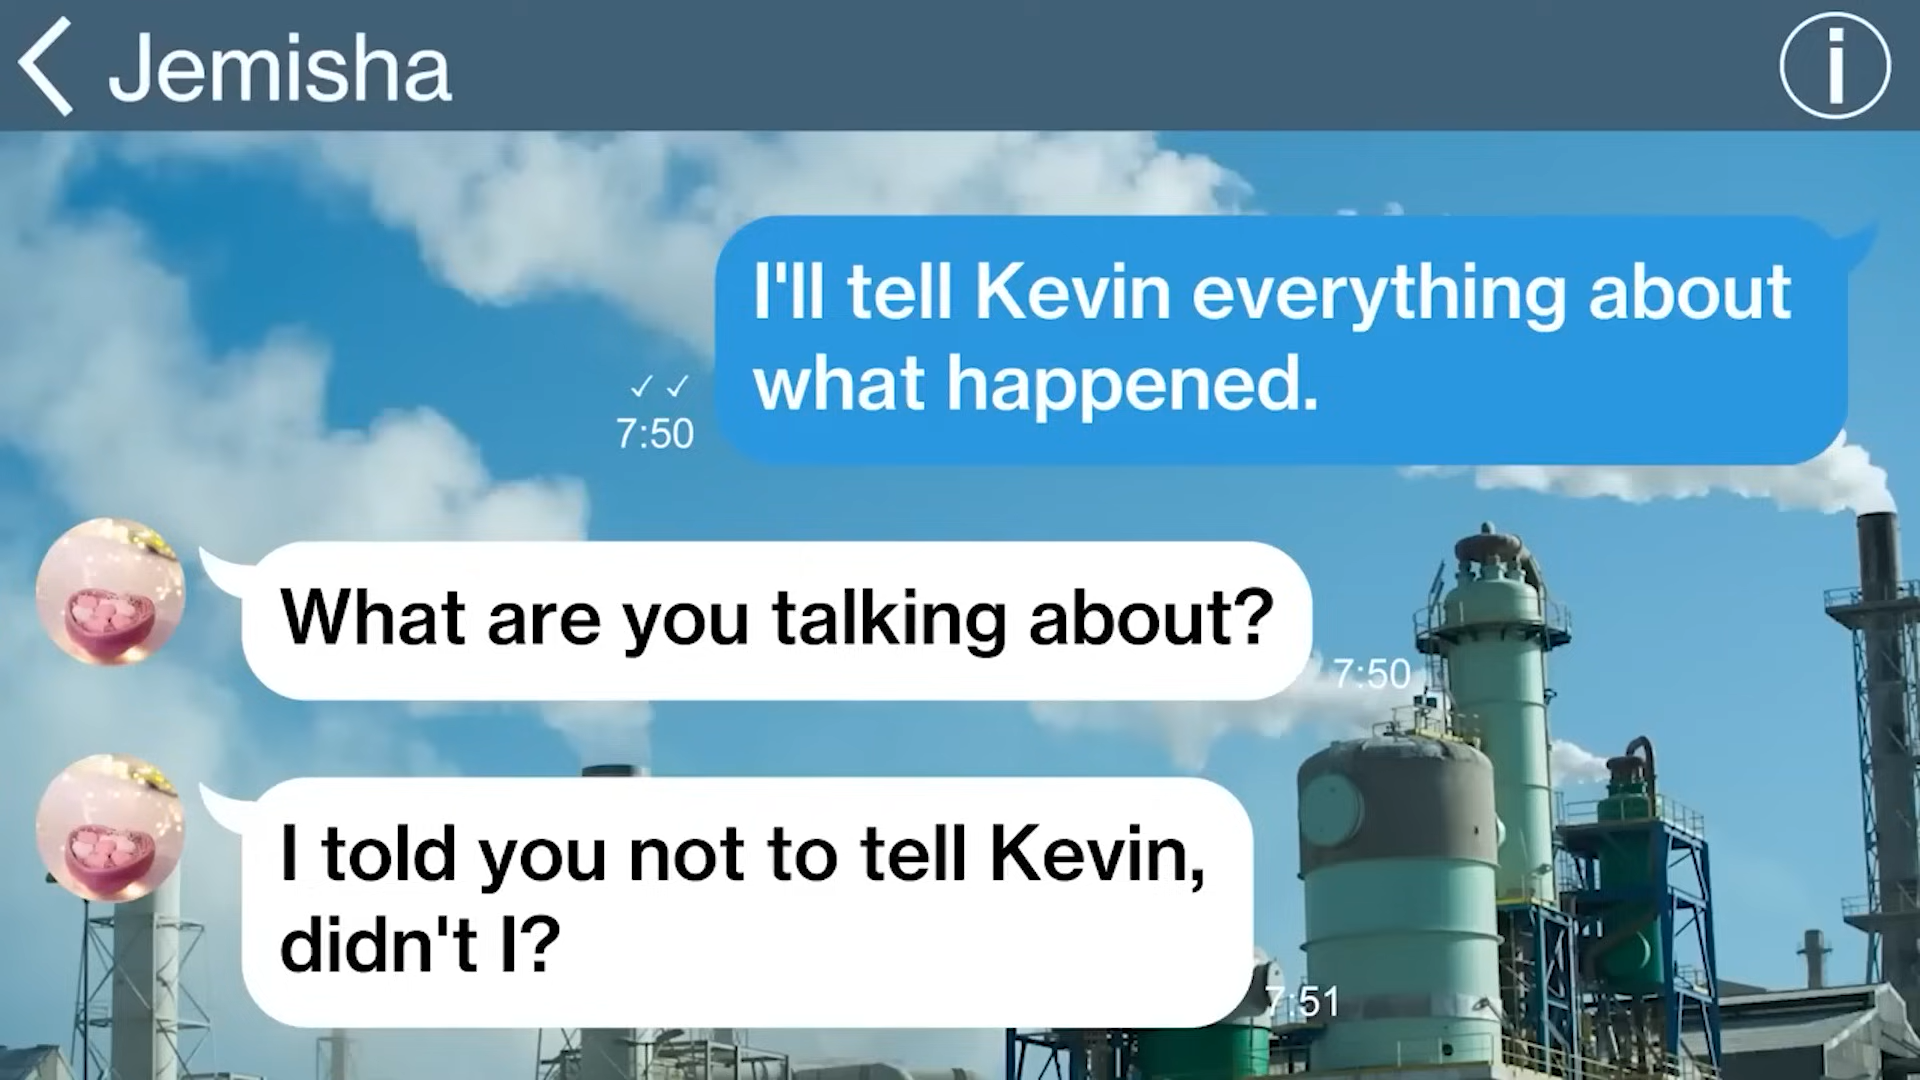 Jemisha
i
I'll tell Kevin everything about
what happened.
✓✓
7:50
What are you talking about?
7:50
I told you not to tell Kevin,
didn't I?
7:51